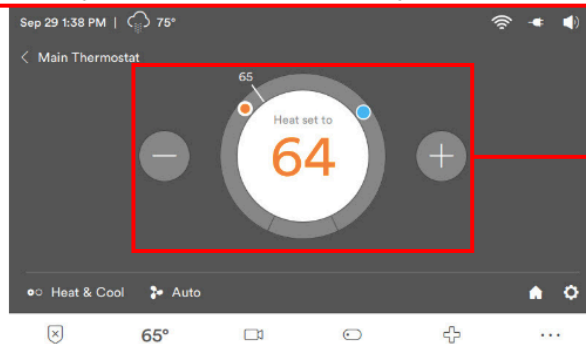 Sep 29 1:38 PM | 75°
< Main Thermostat
65
Heat set to
64
Heat & Cool Auto
65°